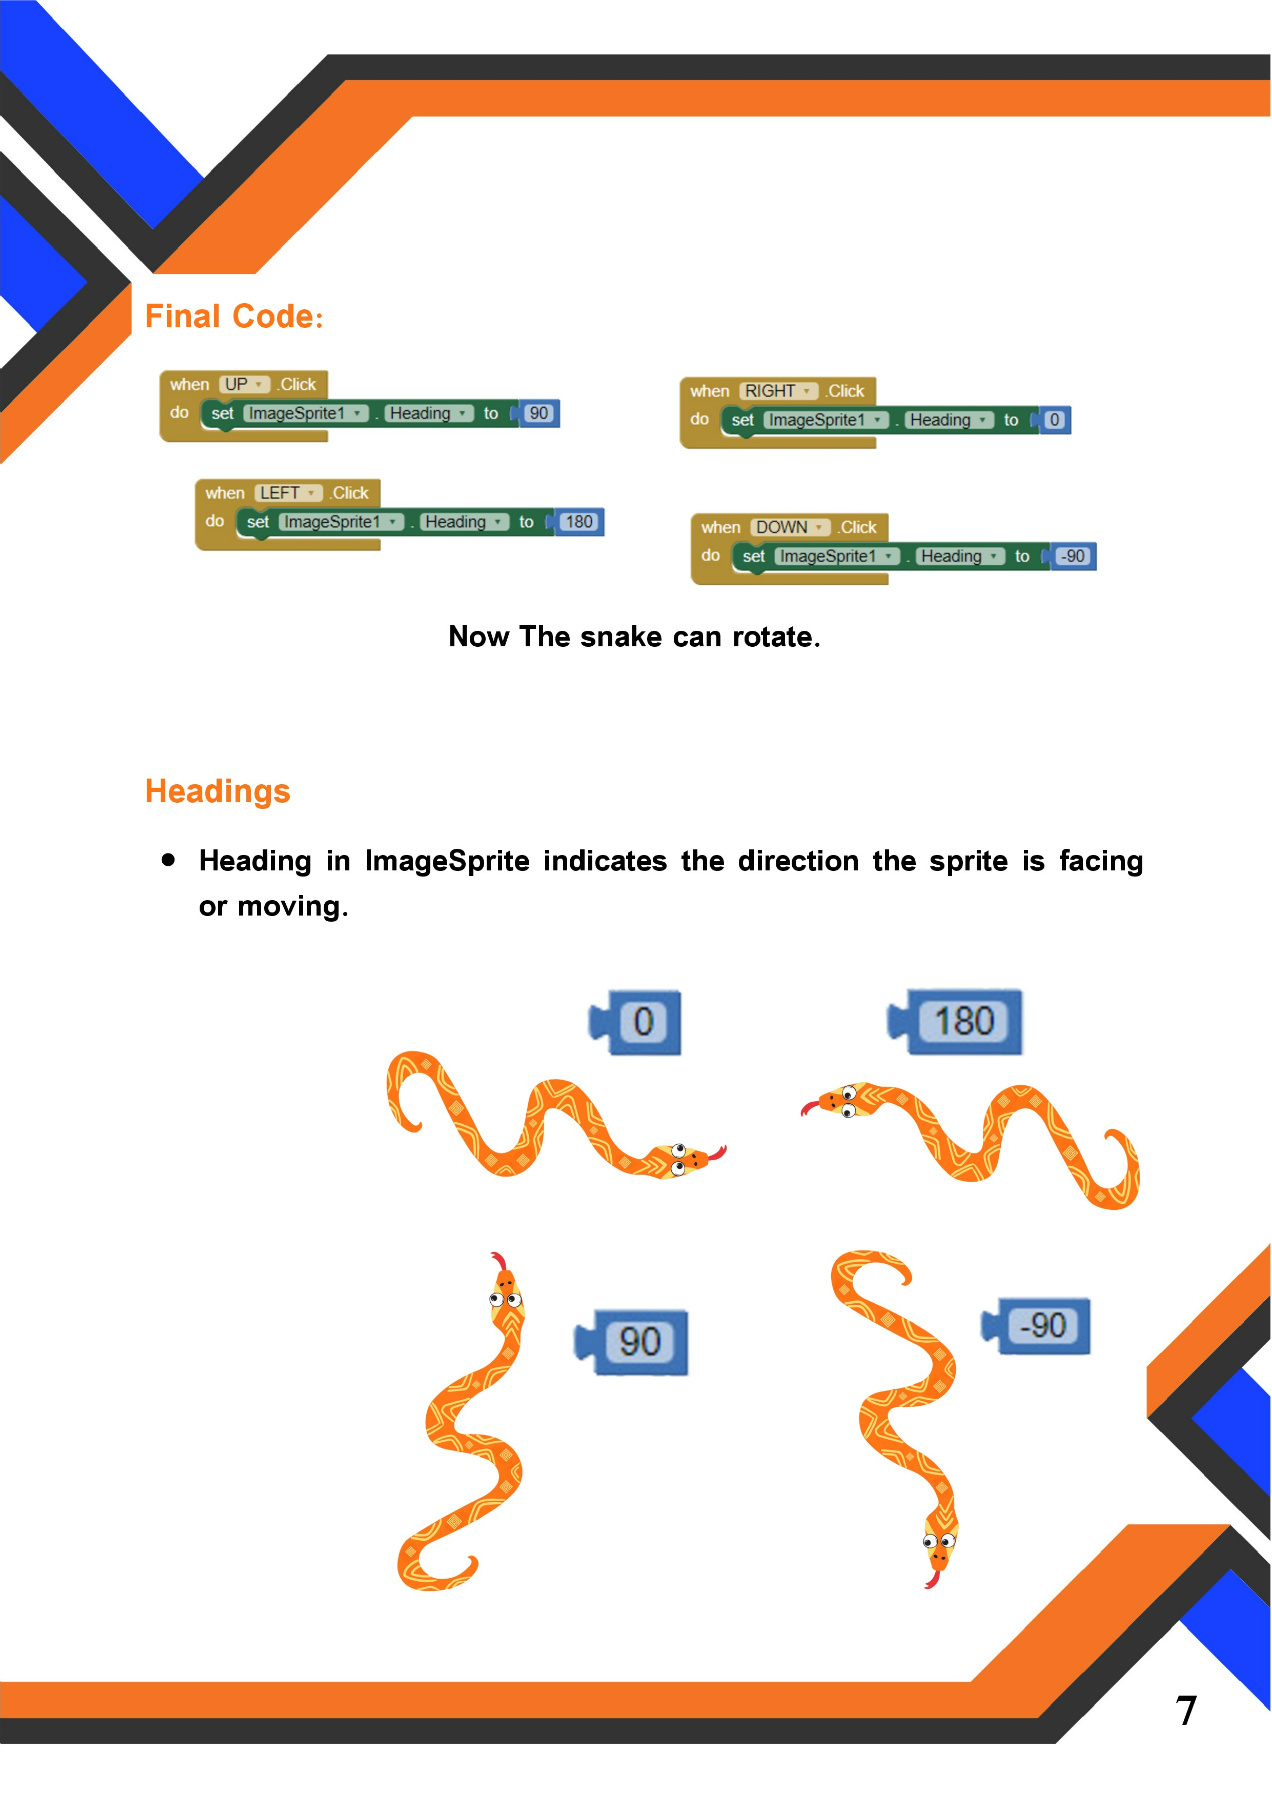 Final Code:
when UP .Click
do set ImageSprite1 . Heading to 90
when RIGHT .Click
do set ImageSprite1 . Heading to 0
when LEFT .Click
do set ImageSprite1 . Heading to 180
when DOWN .Click
do set ImageSprite1 . Heading to -90
Now The snake can rotate.
Headings
● Heading in ImageSprite indicates the direction the sprite is facing
or moving.
0
180
90
-90
7